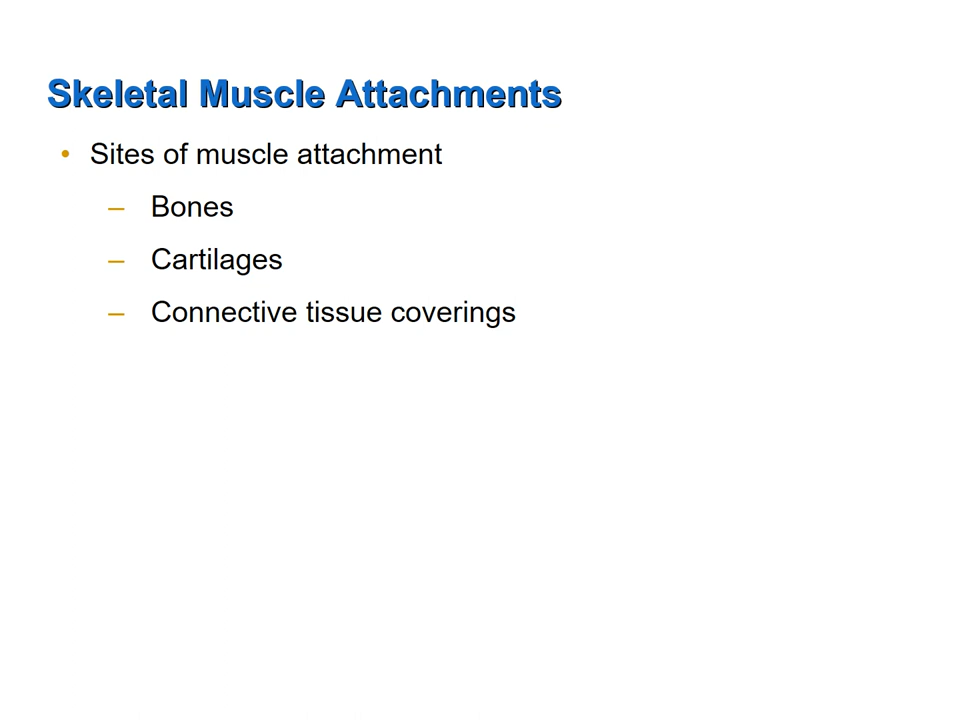 Skeletal Muscle Attachments
• Sites of muscle attachment
– Bones
– Cartilages
– Connective tissue coverings